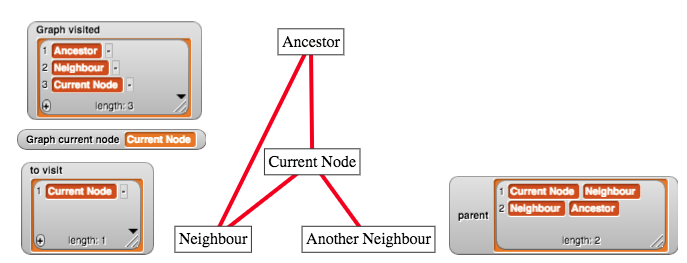 Graph visited
1 Ancestor
2 Neighbour
3 Current Node
+ length: 3
Graph current node Current Node
to visit
1 Current Node
+ length: 1
Ancestor
Current Node
Neighbour
Another Neighbour
parent
1 Current Node Neighbour
2 Neighbour Ancestor
length: 2